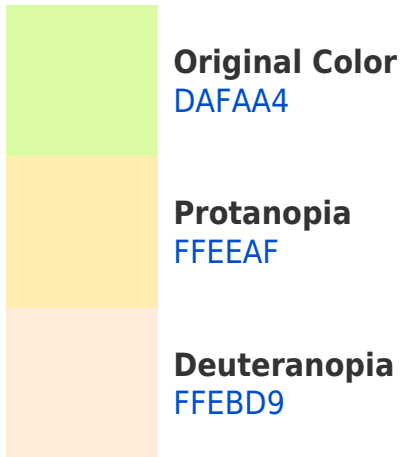 Original Color
DAFAA4
Protanopia
FFEEAF
Deuteranopia
FFEBD9